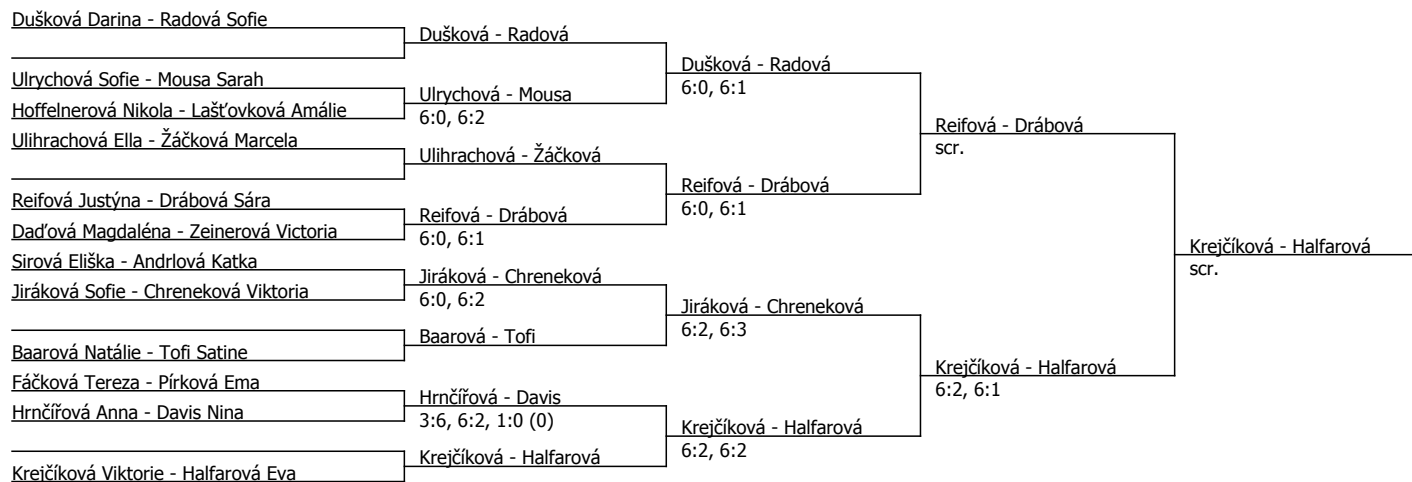 Dušková Darina - Radová Sofie
Ulrychová Sofie - Mousa Sarah
Hoffelnerová Nikola - Lašťovková Amálie
Ulihrachová Ella - Žáčková Marcela
Reifová Justýna - Drábová Sára
Daďová Magdaléna - Zeinerová Victoria
Sirová Eliška - Andrlová Katka
Jiráková Sofie - Chreneková Viktoria
Baarová Natálie - Tofi Satine
Fáčková Tereza - Pírková Ema
Hrnčířová Anna - Davis Nina
Krejčíková Viktorie - Halfarová Eva
Dušková - Radová
Ulrychová - Mousa
6:0, 6:2
Ulihrachová - Žáčková
Reifová - Drábová
6:0, 6:1
Jiráková - Chreneková
6:0, 6:2
Baarová - Tofi
Hrnčířová - Davis
3:6, 6:2, 1:0 (0)
Krejčíková - Halfarová
Dušková - Radová
6:0, 6:1
Reifová - Drábová
6:0, 6:1
Jiráková - Chreneková
6:2, 6:3
Krejčíková - Halfarová
6:2, 6:2
Reifová - Drábová
scr.
Krejčíková - Halfarová
6:2, 6:1
Krejčíková - Halfarová
scr.